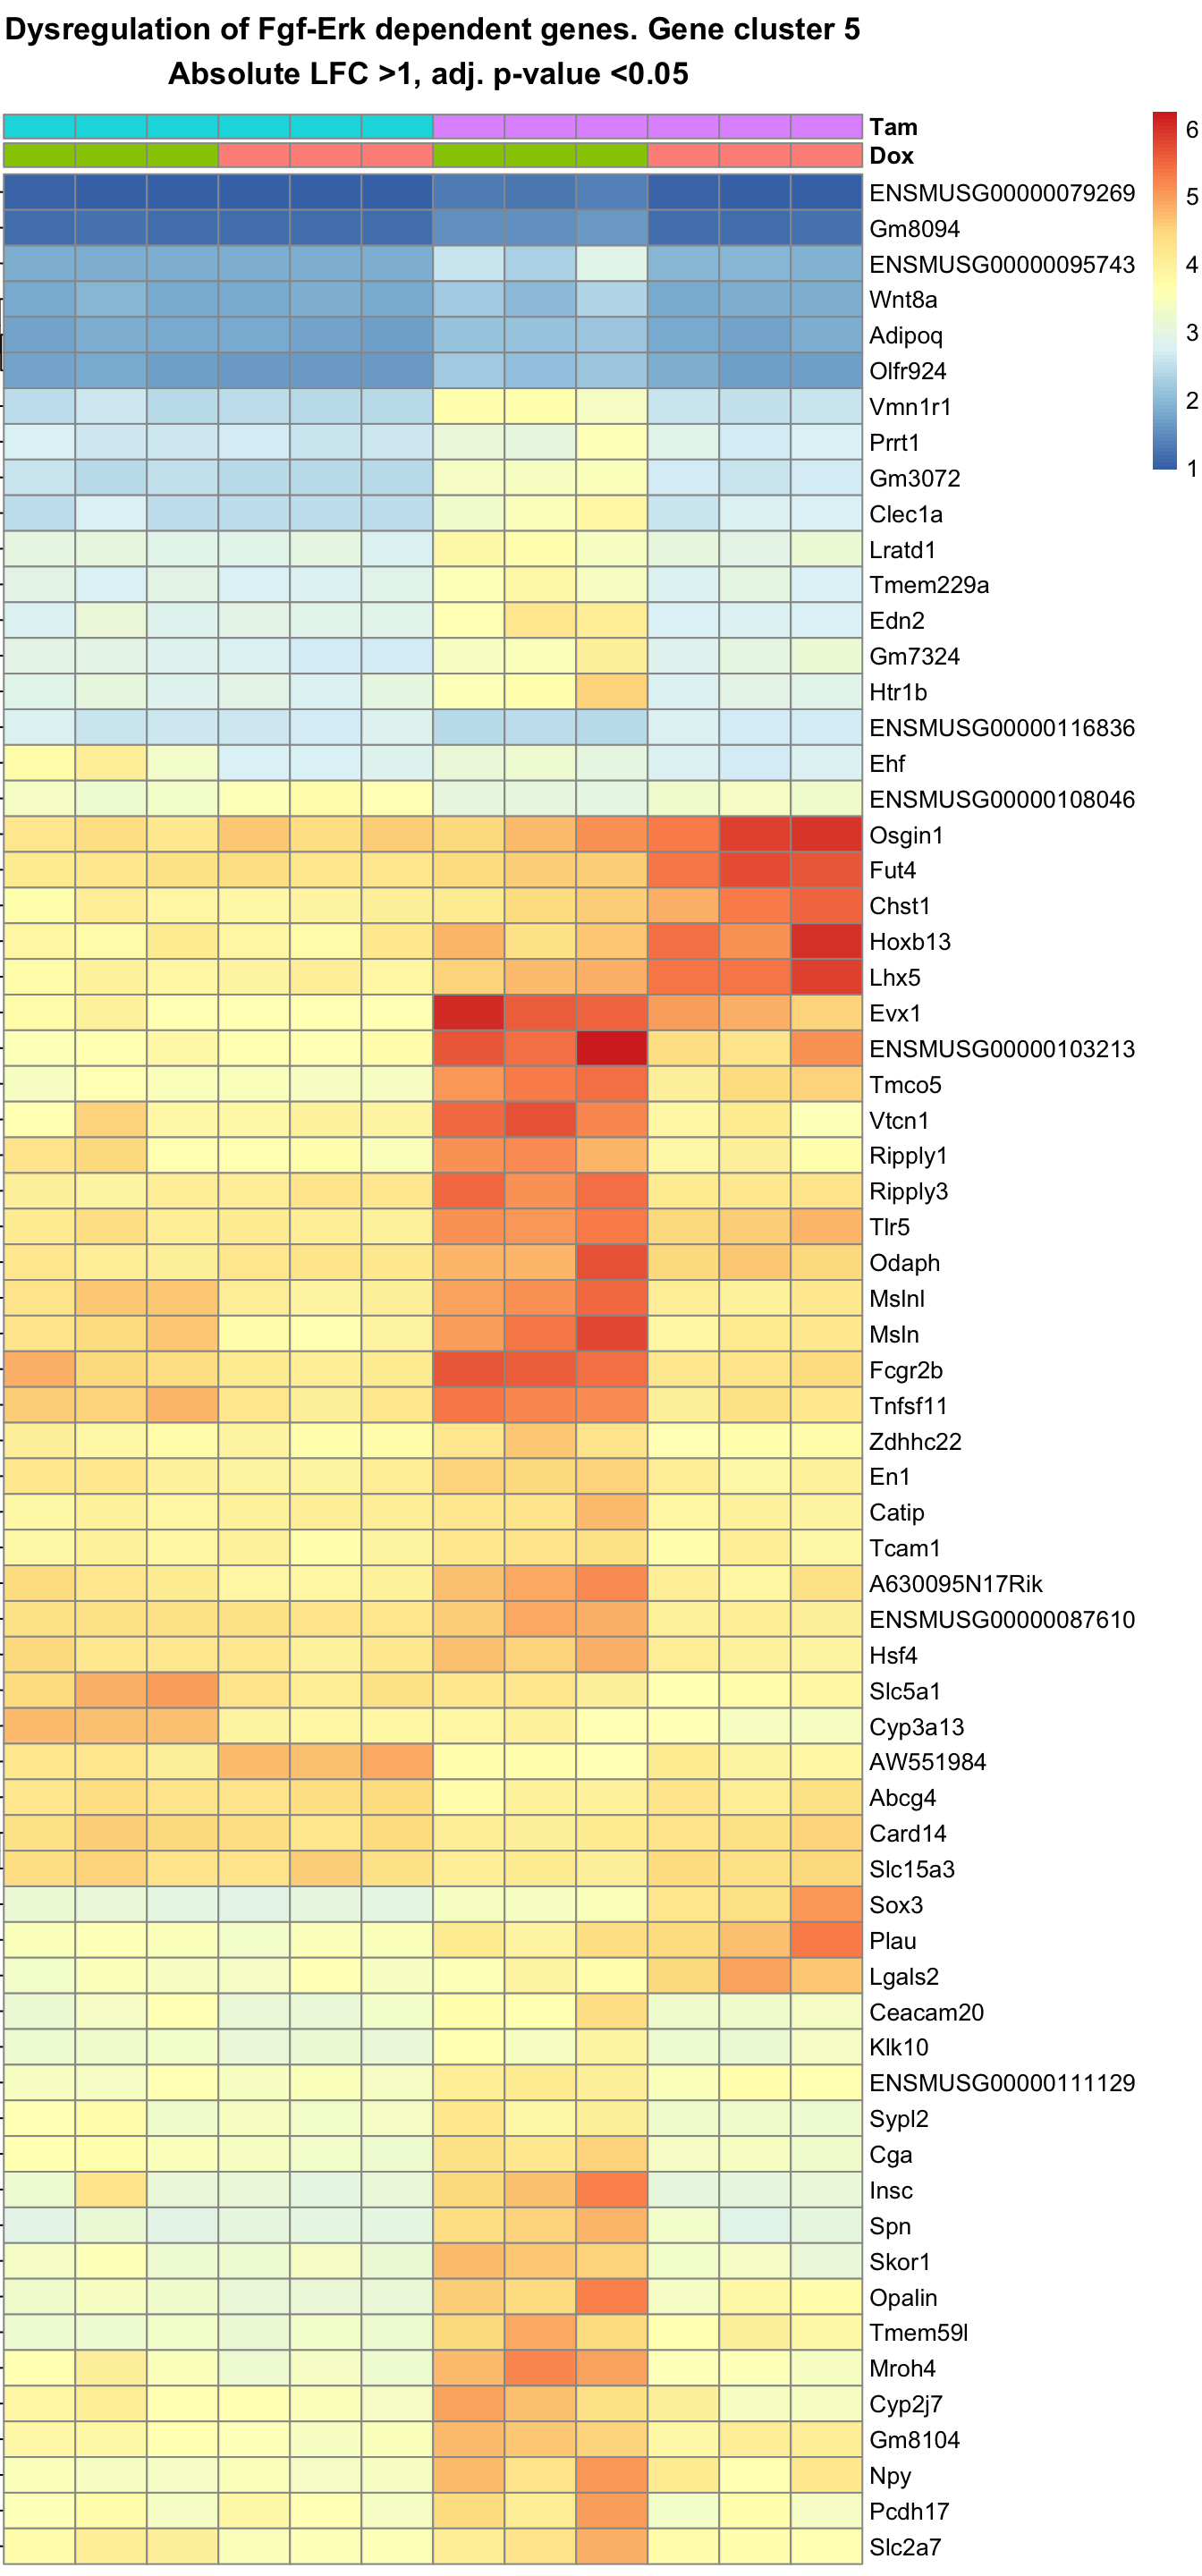 Dysregulation of Fgf-Erk dependent genes. Gene cluster 5
Absolute LFC >1, adj. p-value <0.05
Tam
Dox
6
5
4
3
2
1
ENSMUSG00000079269
Gm8094
ENSMUSG00000095743
Wnt8a
Adipoq
Olfr924
Vmn1r1
Prrt1
Gm3072
Clec1a
Lratd1
Tmem229a
Edn2
Gm7324
Htr1b
ENSMUSG00000116836
Ehf
ENSMUSG00000108046
Osgin1
Fut4
Chst1
Hoxb13
Lhx5
Evx1
ENSMUSG00000103213
Tmco5
Vtcn1
Ripply1
Ripply3
Tlr5
Odaph
Mslnl
Msln
Fcgr2b
Tnfsf11
Zdhhc22
En1
Catip
Tcam1
A630095N17Rik
ENSMUSG00000087610
Hsf4
Slc5a1
Cyp3a13
AW551984
Abcg4
Card14
Slc15a3
Sox3
Plau
Lgals2
Ceacam20
Klk10
ENSMUSG00000111129
Sypl2
Cga
Insc
Spn
Skor1
Opalin
Tmem59l
Mroh4
Cyp2j7
Gm8104
Npy
Pcdh17
Slc2a7